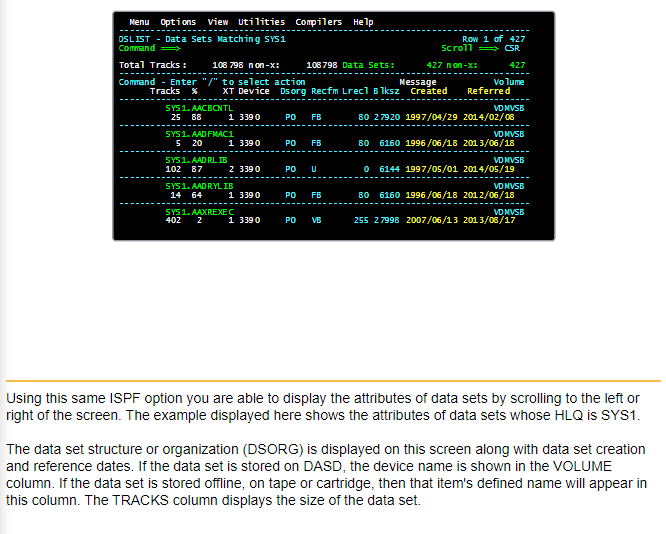 Menu Options View Utilities Compilers Help
DSLIST - Data Sets Matching SYS1 Row 1 of 427
Command ===> Scroll ===> CSR
Total Tracks: 108798 non-x: 108798 Data Sets: 427 non-x: 427
Command - Enter "/" to select action Message Volume
Tracks % XT Device Dsorg Recfm Lrecl Blksz Created Referred
SYS1.AACBCNTL VDMVSB
25 88 1 3390 PO FB 80 27920 1997/04/29 2014/02/08
SYS1.AADFMAC1 VDMVSB
5 20 1 3390 PO FB 80 6160 1996/06/18 2013/06/18
SYS1.AADRLIB VDMVSB
102 87 2 3390 PO U 0 6144 1997/05/01 2014/05/19
SYS1.AADRYLIB VDMVSB
14 64 1 3390 PO FB 80 6160 1996/06/18 2012/06/18
SYS1.AAXREXEC VDMVSB
402 2 1 3390 PO VB 255 27998 2007/06/13 2013/08/17
Using this same ISPF option you are able to display the attributes of data sets by scrolling to the left or
right of the screen. The example displayed here shows the attributes of data sets whose HLQ is SYS1.
The data set structure or organization (DSORG) is displayed on this screen along with data set creation
and reference dates. If the data set is stored on DASD, the device name is shown in the VOLUME
column. If the data set is stored offline, on tape or cartridge, then that item's defined name will appear in
this column. The TRACKS column displays the size of the data set.